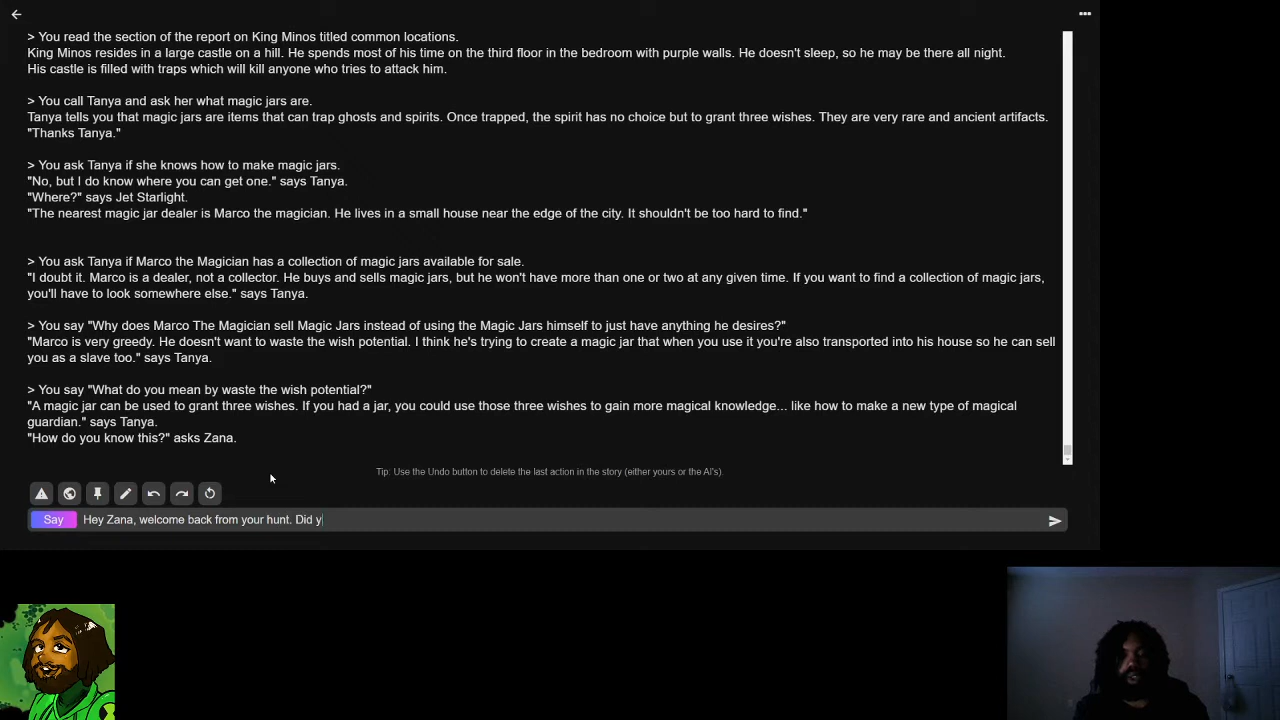 > You read the section of the report on King Minos titled common locations.
King Minos resides in a large castle on a hill. He spends most of his time on the third floor in the bedroom with purple walls. He doesn't sleep, so he may be there all night.
His castle is filled with traps which will kill anyone who tries to attack him.
> You call Tanya and ask her what magic jars are.
Tanya tells you that magic jars are items that can trap ghosts and spirits. Once trapped, the spirit has no choice but to grant three wishes. They are very rare and ancient artifacts.
"Thanks Tanya."
> You ask Tanya if she knows how to make magic jars.
"No, but I do know where you can get one." says Tanya.
"Where?" says Jet Starlight.
"The nearest magic jar dealer is Marco the magician. He lives in a small house near the edge of the city. It shouldn't be too hard to find."
> You ask Tanya if Marco the Magician has a collection of magic jars available for sale.
"I doubt it. Marco is a dealer, not a collector. He buys and sells magic jars, but he won't have more than one or two at any given time. If you want to find a collection of magic jars,
you'll have to look somewhere else." says Tanya.
> You say "Why does Marco The Magician sell Magic Jars instead of using the Magic Jars himself to just have anything he desires?"
"Marco is very greedy. He doesn't want to waste the wish potential. I think he's trying to create a magic jar that when you use it you're also transported into his house so he can sell
you as a slave too." says Tanya.
> You say "What do you mean by waste the wish potential?"
"A magic jar can be used to grant three wishes. If you had a jar, you could use those three wishes to gain more magical knowledge... like how to make a new type of magical
guardian." says Tanya.
"How do you know this?" asks Zana.
Tip: Use the Undo button to delete the last action in the story (either yours or the AI's).
Say Hey Zana, welcome back from your hunt. Did y